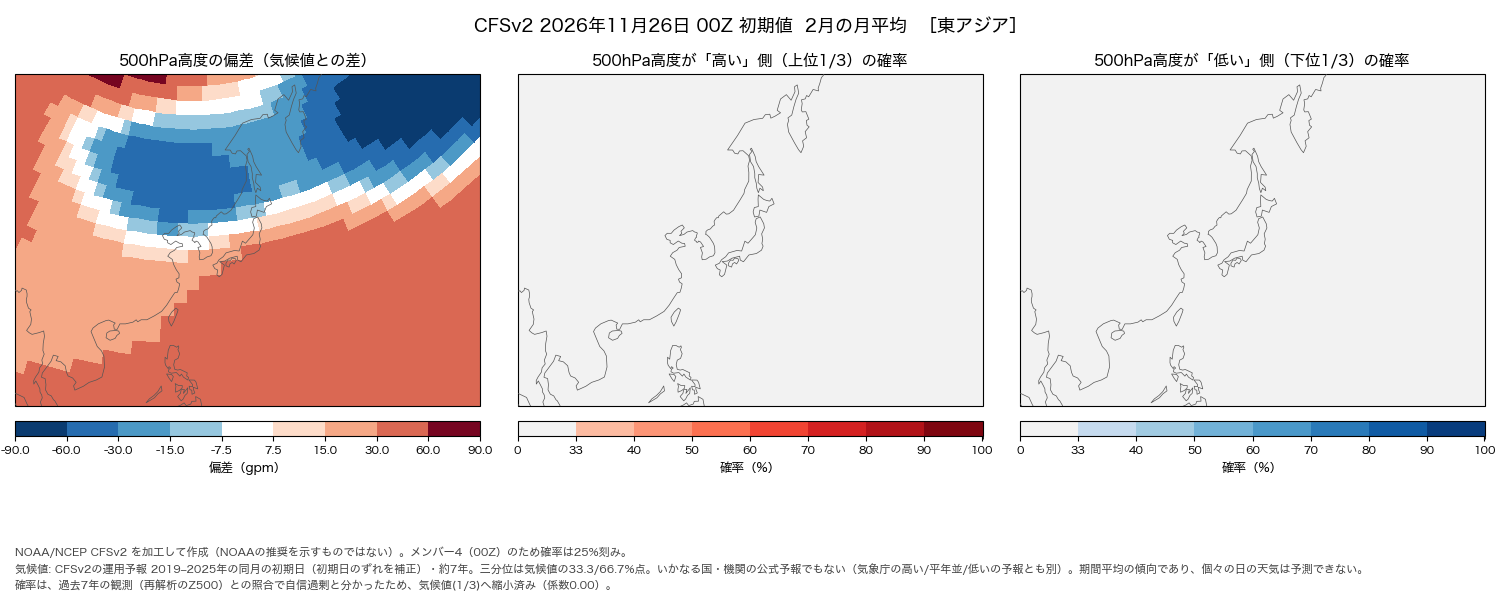 CFSv2 2026年11月26日 00Z 初期値 2月の月平均 ［東アジア］
500hPa高度の偏差（気候値との差）
500hPa高度が「高い」側（上位1/3）の確率
500hPa高度が「低い」側（下位1/3）の確率
-90.0 -60.0 -30.0 -15.0 -7.5 7.5 15.0 30.0 60.0 90.0
偏差（gpm）
0 33 40 50 60 70 80 90 100
確率（%）
0 33 40 50 60 70 80 90 100
確率（%）
NOAA/NCEP CFSv2 を加工して作成（NOAAの推奨を示すものではない）。メンバー4（00Z）のため確率は25%刻み。
気候値: CFSv2の運用予報 2019–2025年の同月の初期日（初期日のずれを補正）・約7年。三分位は気候値の33.3/66.7%点。いかなる国・機関の公式予報でもない（気象庁の高い/平年並/低いの予報とも別）。期間平均の傾向であり、個々の日の天気は予測できない。
確率は、過去7年の観測（再解析のZ500）との照合で自信過剰と分かったため、気候値(1/3)へ縮小済み（係数0.00）。